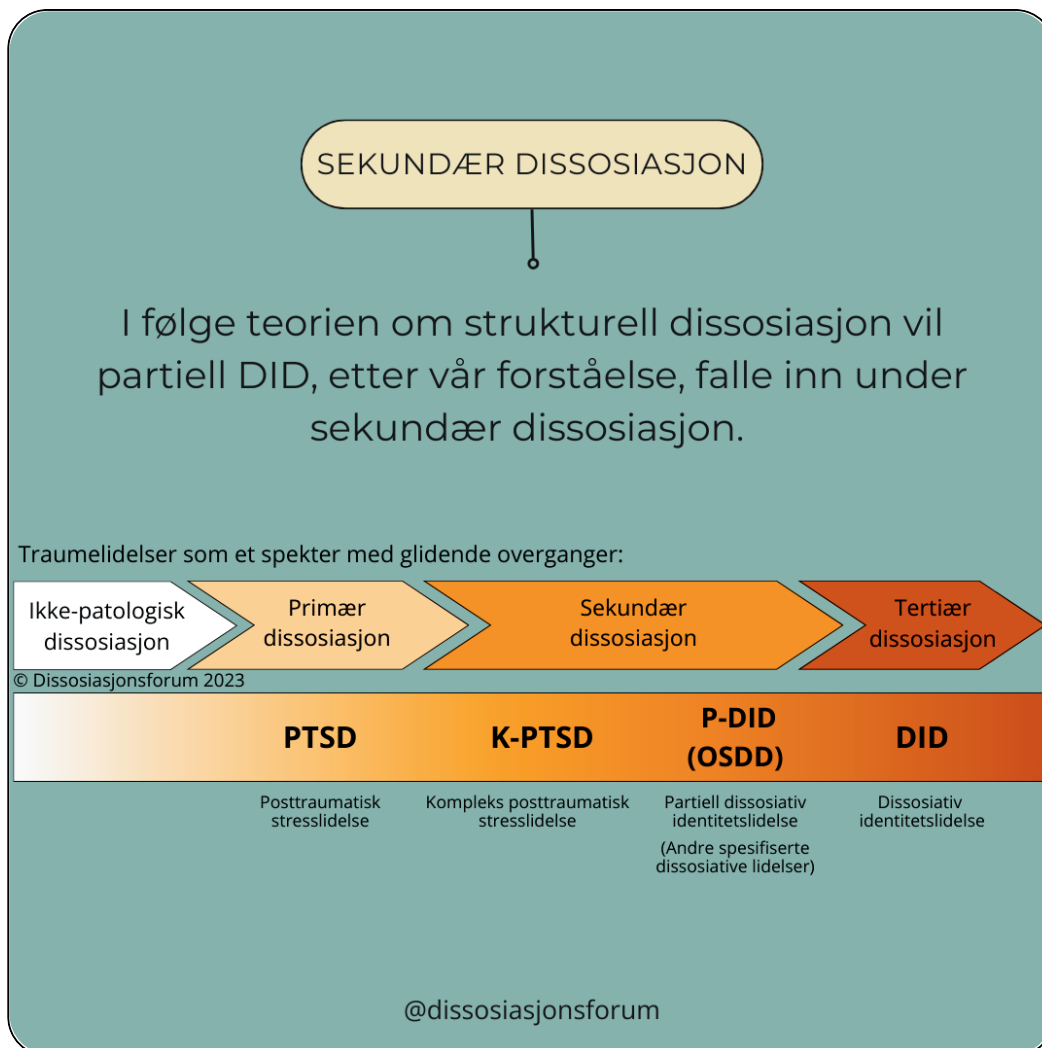 SEKUNDÆR DISSOSIASJON
I følge teorien om strukturell dissosiasjon vil
partiell DID, etter vår forståelse, falle inn under
sekundær dissosiasjon.
Traumelidelser som et spekter med glidende overganger:
Ikke-patologisk
dissosiasjon
Primær
dissosiasjon
Sekundær
dissosiasjon
Tertiær
dissosiasjon
© Dissosiasjonsforum 2023
PTSD
K-PTSD
P-DID
(OSDD)
DID
Posttraumatisk
stresslidelse
Kompleks posttraumatisk
stresslidelse
Partiell dissosiativ
identitetslidelse
(Andre spesifiserte
dissosiative lidelser)
Dissosiativ
identitetslidelse
@dissosiasjonsforum